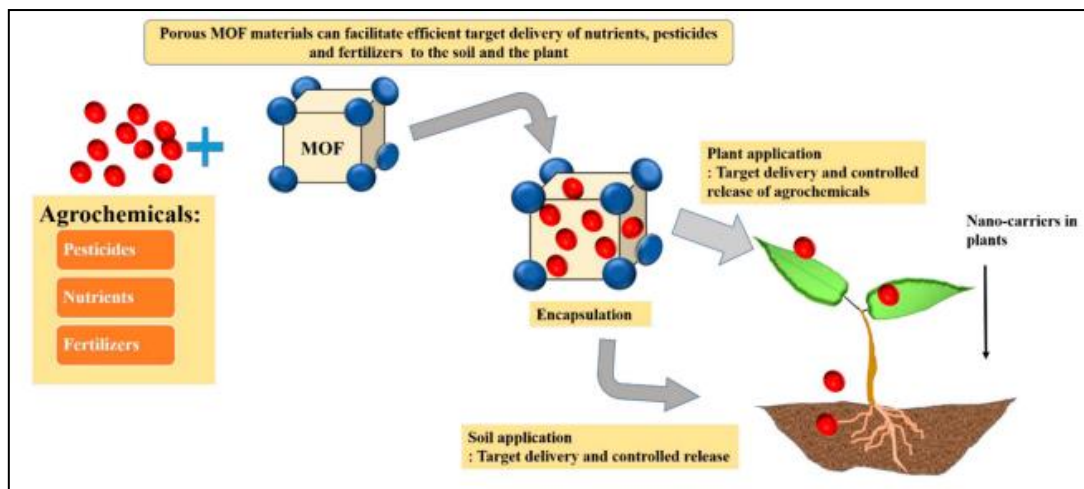 Porous MOF materials can facilitate efficient target delivery of nutrients, pesticides
and fertilizers to the soil and the plant
MOF
Agrochemicals:
Pesticides
Nutrients
Fertilizers
Encapsulation
Plant application
: Target delivery and controlled
release of agrochemicals
Nano-carriers in
plants
Soil application
: Target delivery and controlled release